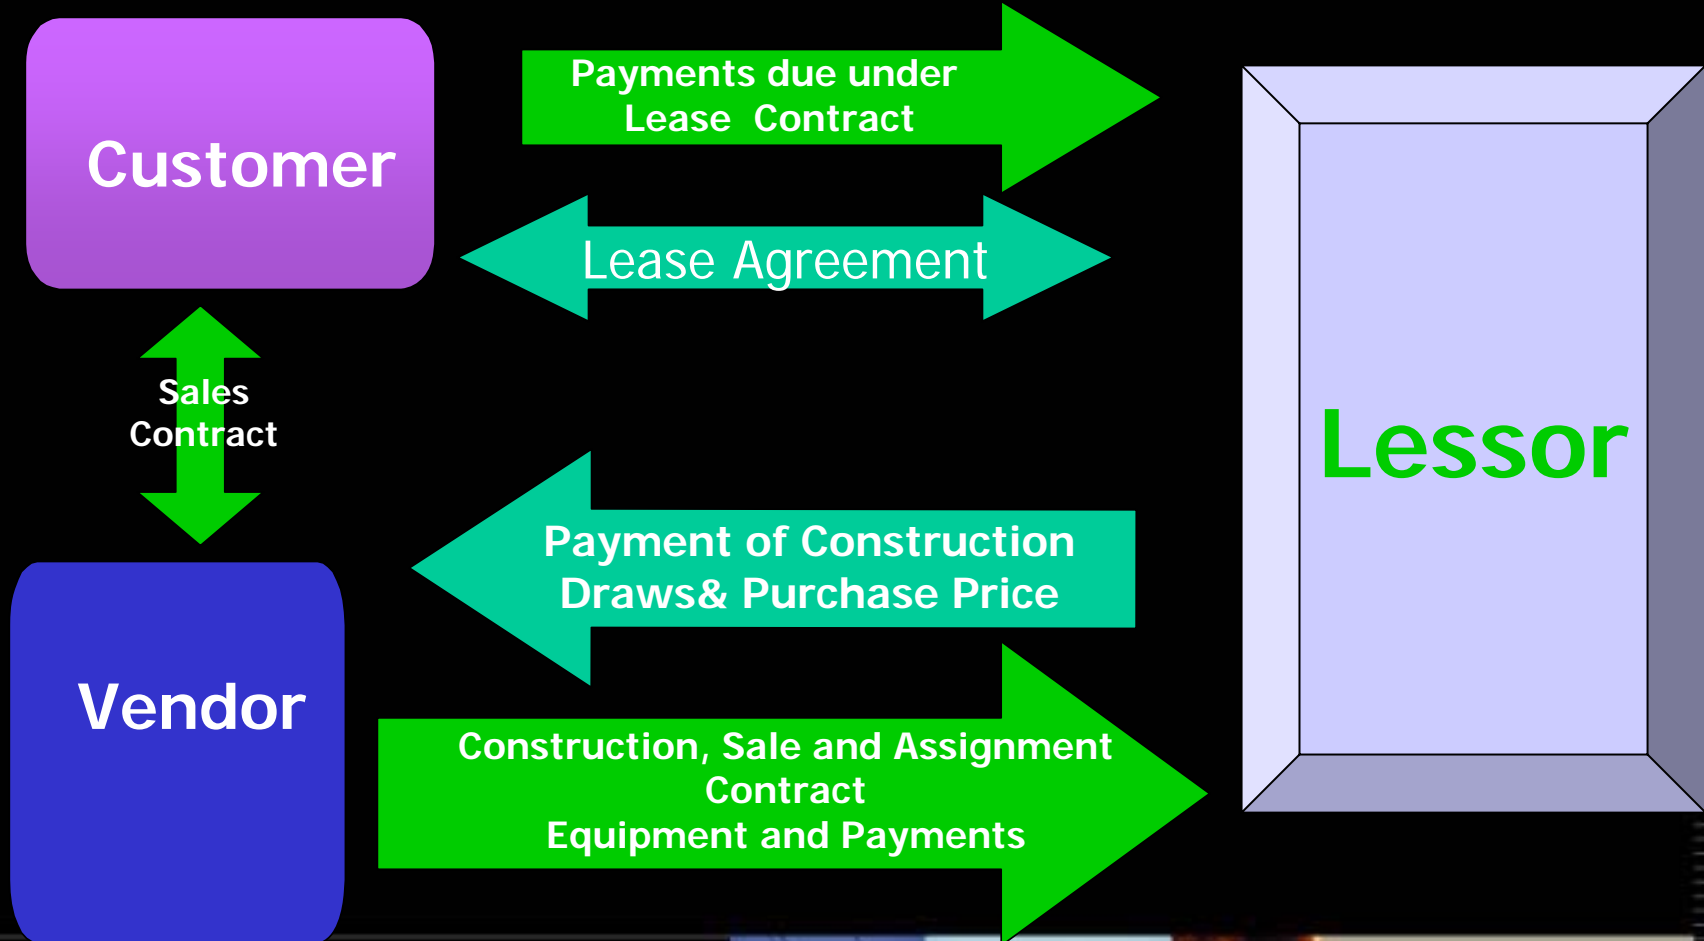 Payments due under
Lease Contract
Customer
Lease Agreement
Sales
Contract
Lessor
Payment of Construction
Draws& Purchase Price
Vendor
Construction, Sale and Assignment
Contract
Equipment and Payments